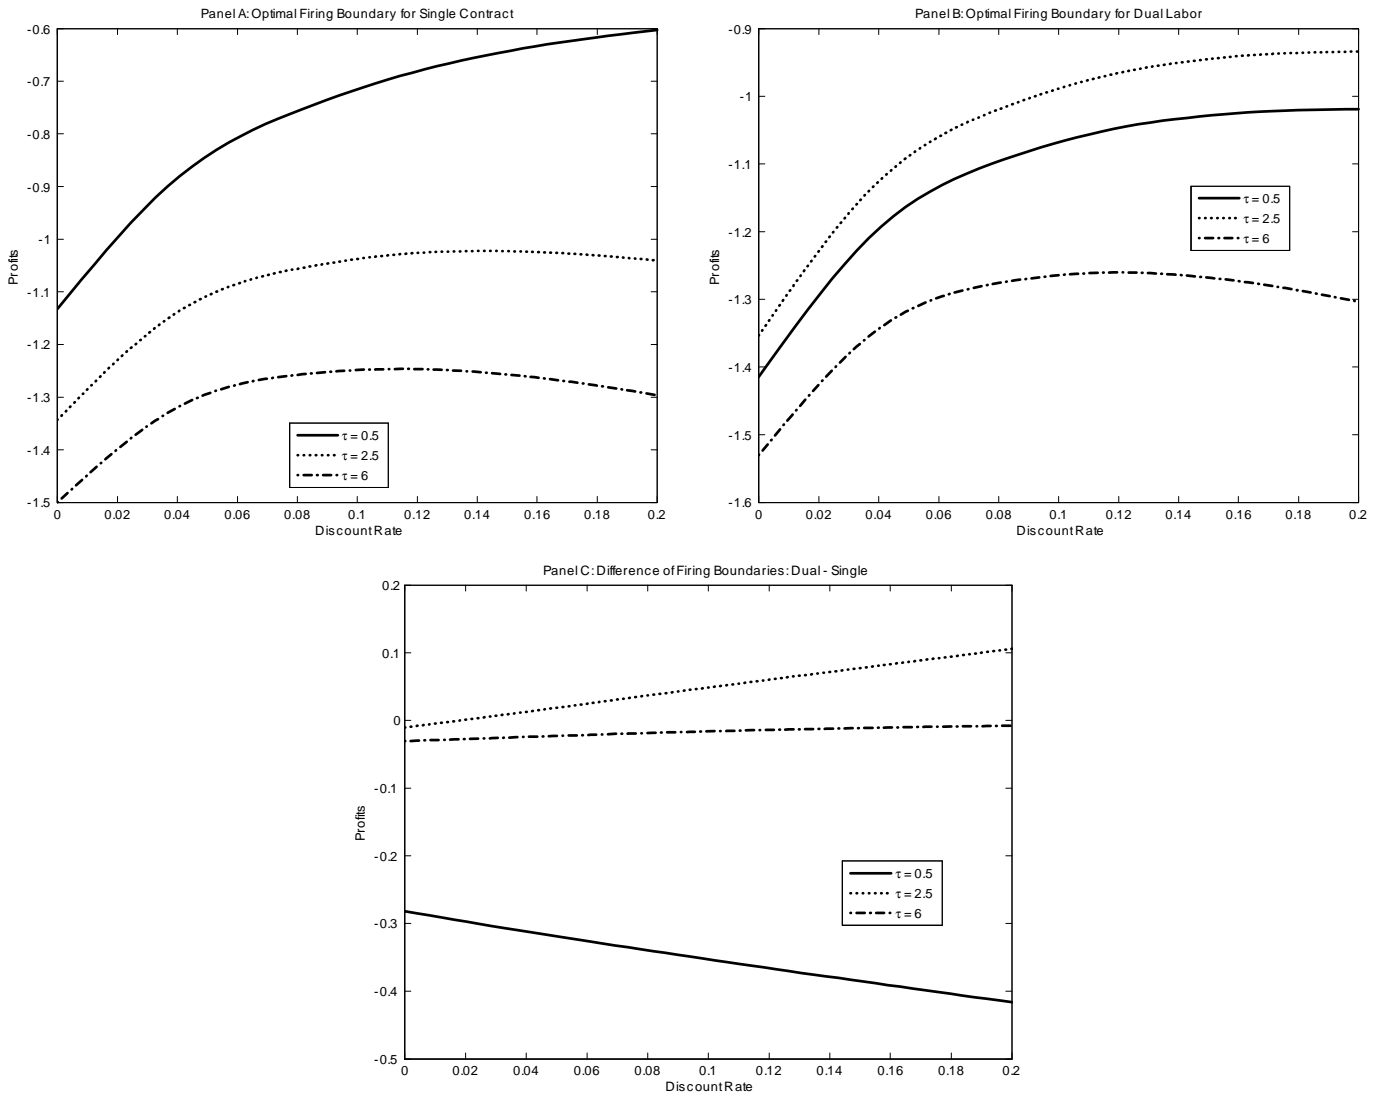 Panel A: Optimal Firing Boundary for Single Contract
-0.6
-0.7
-0.8
-0.9
-1
-1.1
-1.2
-1.3
-1.4
-1.5
Profits
0 0.02 0.04 0.06 0.08 0.1 0.12 0.14 0.16 0.18 0.2
Discount Rate
τ = 0.5
τ = 2.5
τ = 6
Panel B: Optimal Firing Boundary for Dual Labor
-0.9
-1
-1.1
-1.2
-1.3
-1.4
-1.5
-1.6
Profits
0 0.02 0.04 0.06 0.08 0.1 0.12 0.14 0.16 0.18 0.2
Discount Rate
τ = 0.5
τ = 2.5
τ = 6
Panel C: Difference of Firing Boundaries: Dual - Single
0.2
0.1
0
-0.1
-0.2
-0.3
-0.4
-0.5
Profits
0 0.02 0.04 0.06 0.08 0.1 0.12 0.14 0.16 0.18 0.2
Discount Rate
τ = 0.5
τ = 2.5
τ = 6